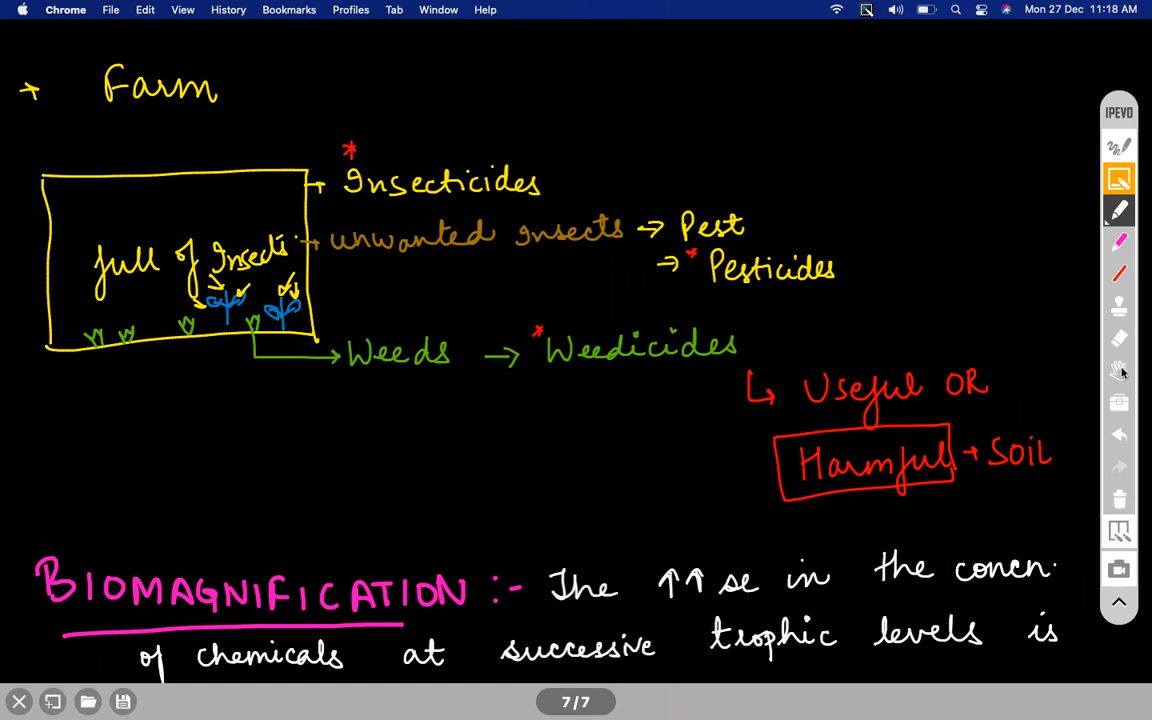 Chrome File Edit View History Bookmarks Profiles Tab Window Help Mon 27 Dec 11:18 AM
→ Farm
IPEVO
* Insecticides
full of Insects
→ unwanted insects → Pest
→ * Pesticides
→ Weeds → * Weedicides
↳ Useful OR
Harmful → Soil
BIOMAGNIFICATION :- The ↑↑se in the concn.
of chemicals at successive trophic levels is
7/7